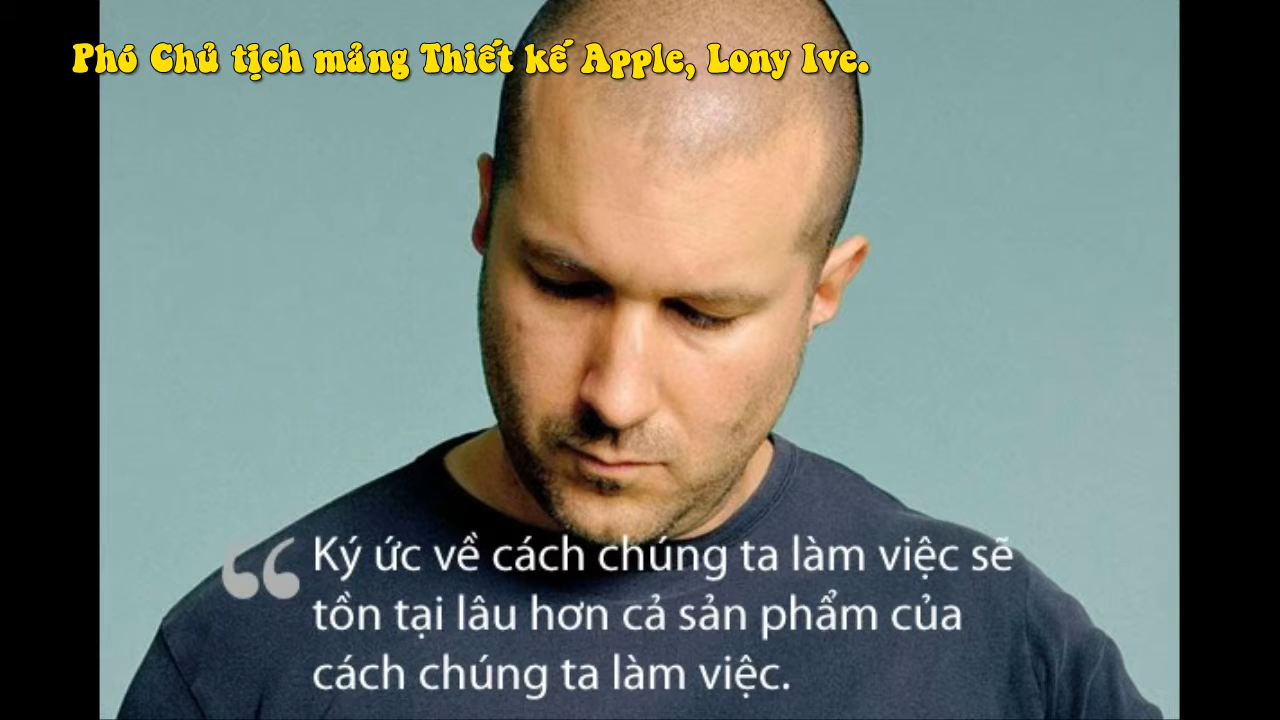 Phó Chủ tịch mảng Thiết kế Apple, Lony Ive.
“Ký ức về cách chúng ta làm việc sẽ
tồn tại lâu hơn cả sản phẩm của
cách chúng ta làm việc.